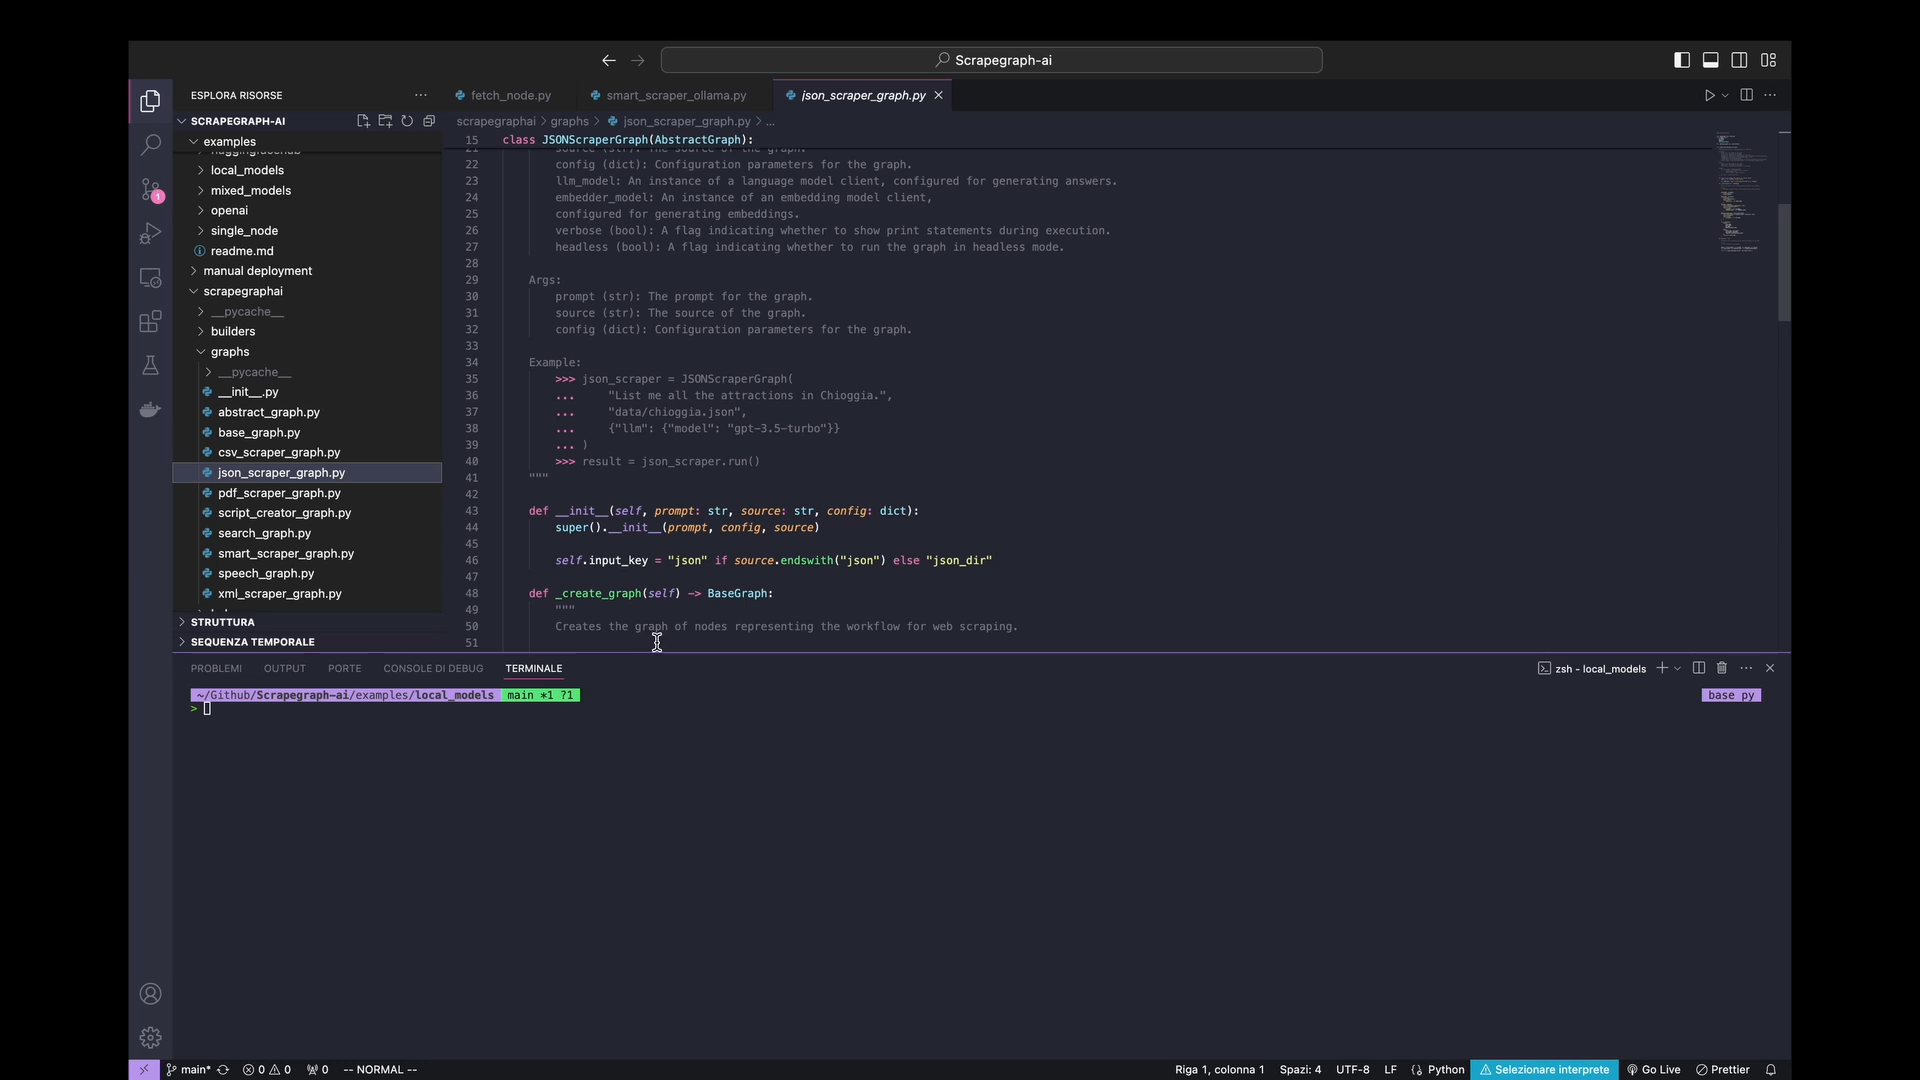 Scrapegraph-ai
ESPLORA RISORSE
fetch_node.py
smart_scraper_ollama.py
json_scraper_graph.py
SCRAPEGRAPH-AI
scrapegraphai > graphs > json_scraper_graph.py > ...
examples
local_models
mixed_models
openai
single_node
readme.md
manual deployment
scrapegraphai
__pycache__
builders
graphs
__pycache__
__init__.py
abstract_graph.py
base_graph.py
csv_scraper_graph.py
json_scraper_graph.py
pdf_scraper_graph.py
script_creator_graph.py
search_graph.py
smart_scraper_graph.py
speech_graph.py
xml_scraper_graph.py
STRUTTURA
SEQUENZA TEMPORALE
15 class JSONScraperGraph(AbstractGraph):
21 source (str): The source of the graph.
22 config (dict): Configuration parameters for the graph.
23 llm_model: An instance of a language model client, configured for generating answers.
24 embedder_model: An instance of an embedding model client,
25 configured for generating embeddings.
26 verbose (bool): A flag indicating whether to show print statements during execution.
27 headless (bool): A flag indicating whether to run the graph in headless mode.
28
29 Args:
30 prompt (str): The prompt for the graph.
31 source (str): The source of the graph.
32 config (dict): Configuration parameters for the graph.
33
34 Example:
35 >>> json_scraper = JSONScraperGraph(
36 ... "List me all the attractions in Chioggia.",
37 ... "data/chioggia.json",
38 ... {"llm": {"model": "gpt-3.5-turbo"}}
39 ... )
40 >>> result = json_scraper.run()
41 """
42
43 def __init__(self, prompt: str, source: str, config: dict):
44 super().__init__(prompt, config, source)
45
46 self.input_key = "json" if source.endswith("json") else "json_dir"
47
48 def _create_graph(self) -> BaseGraph:
49 """
50 Creates the graph of nodes representing the workflow for web scraping.
51
PROBLEMI OUTPUT PORTE CONSOLE DI DEBUG TERMINALE
zsh - local_models
~/Github/Scrapegraph-ai/examples/local_models main *1 ?1
base py
>
main* 0 0 0 -- NORMAL --
Riga 1, colonna 1 Spazi: 4 UTF-8 LF Python Selezionare interprete Go Live Prettier